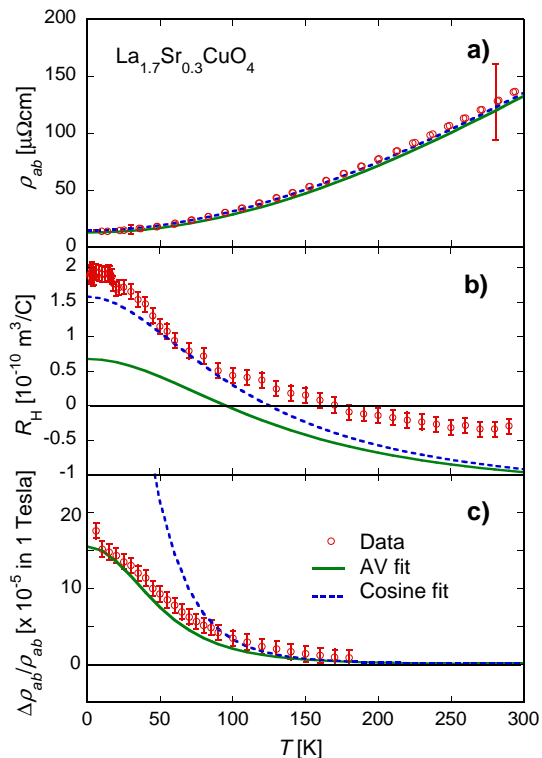 La1.7Sr0.3CuO4
a)
200
150
100
50
0
ρab [μΩcm]
b)
2
1.5
1
0.5
0
-0.5
-1
RH [10-10 m3/C]
c)
20
10
0
Δρab/ρab [x 10-5 in 1 Tesla]
Data
AV fit
Cosine fit
0 50 100 150 200 250 300
T [K]